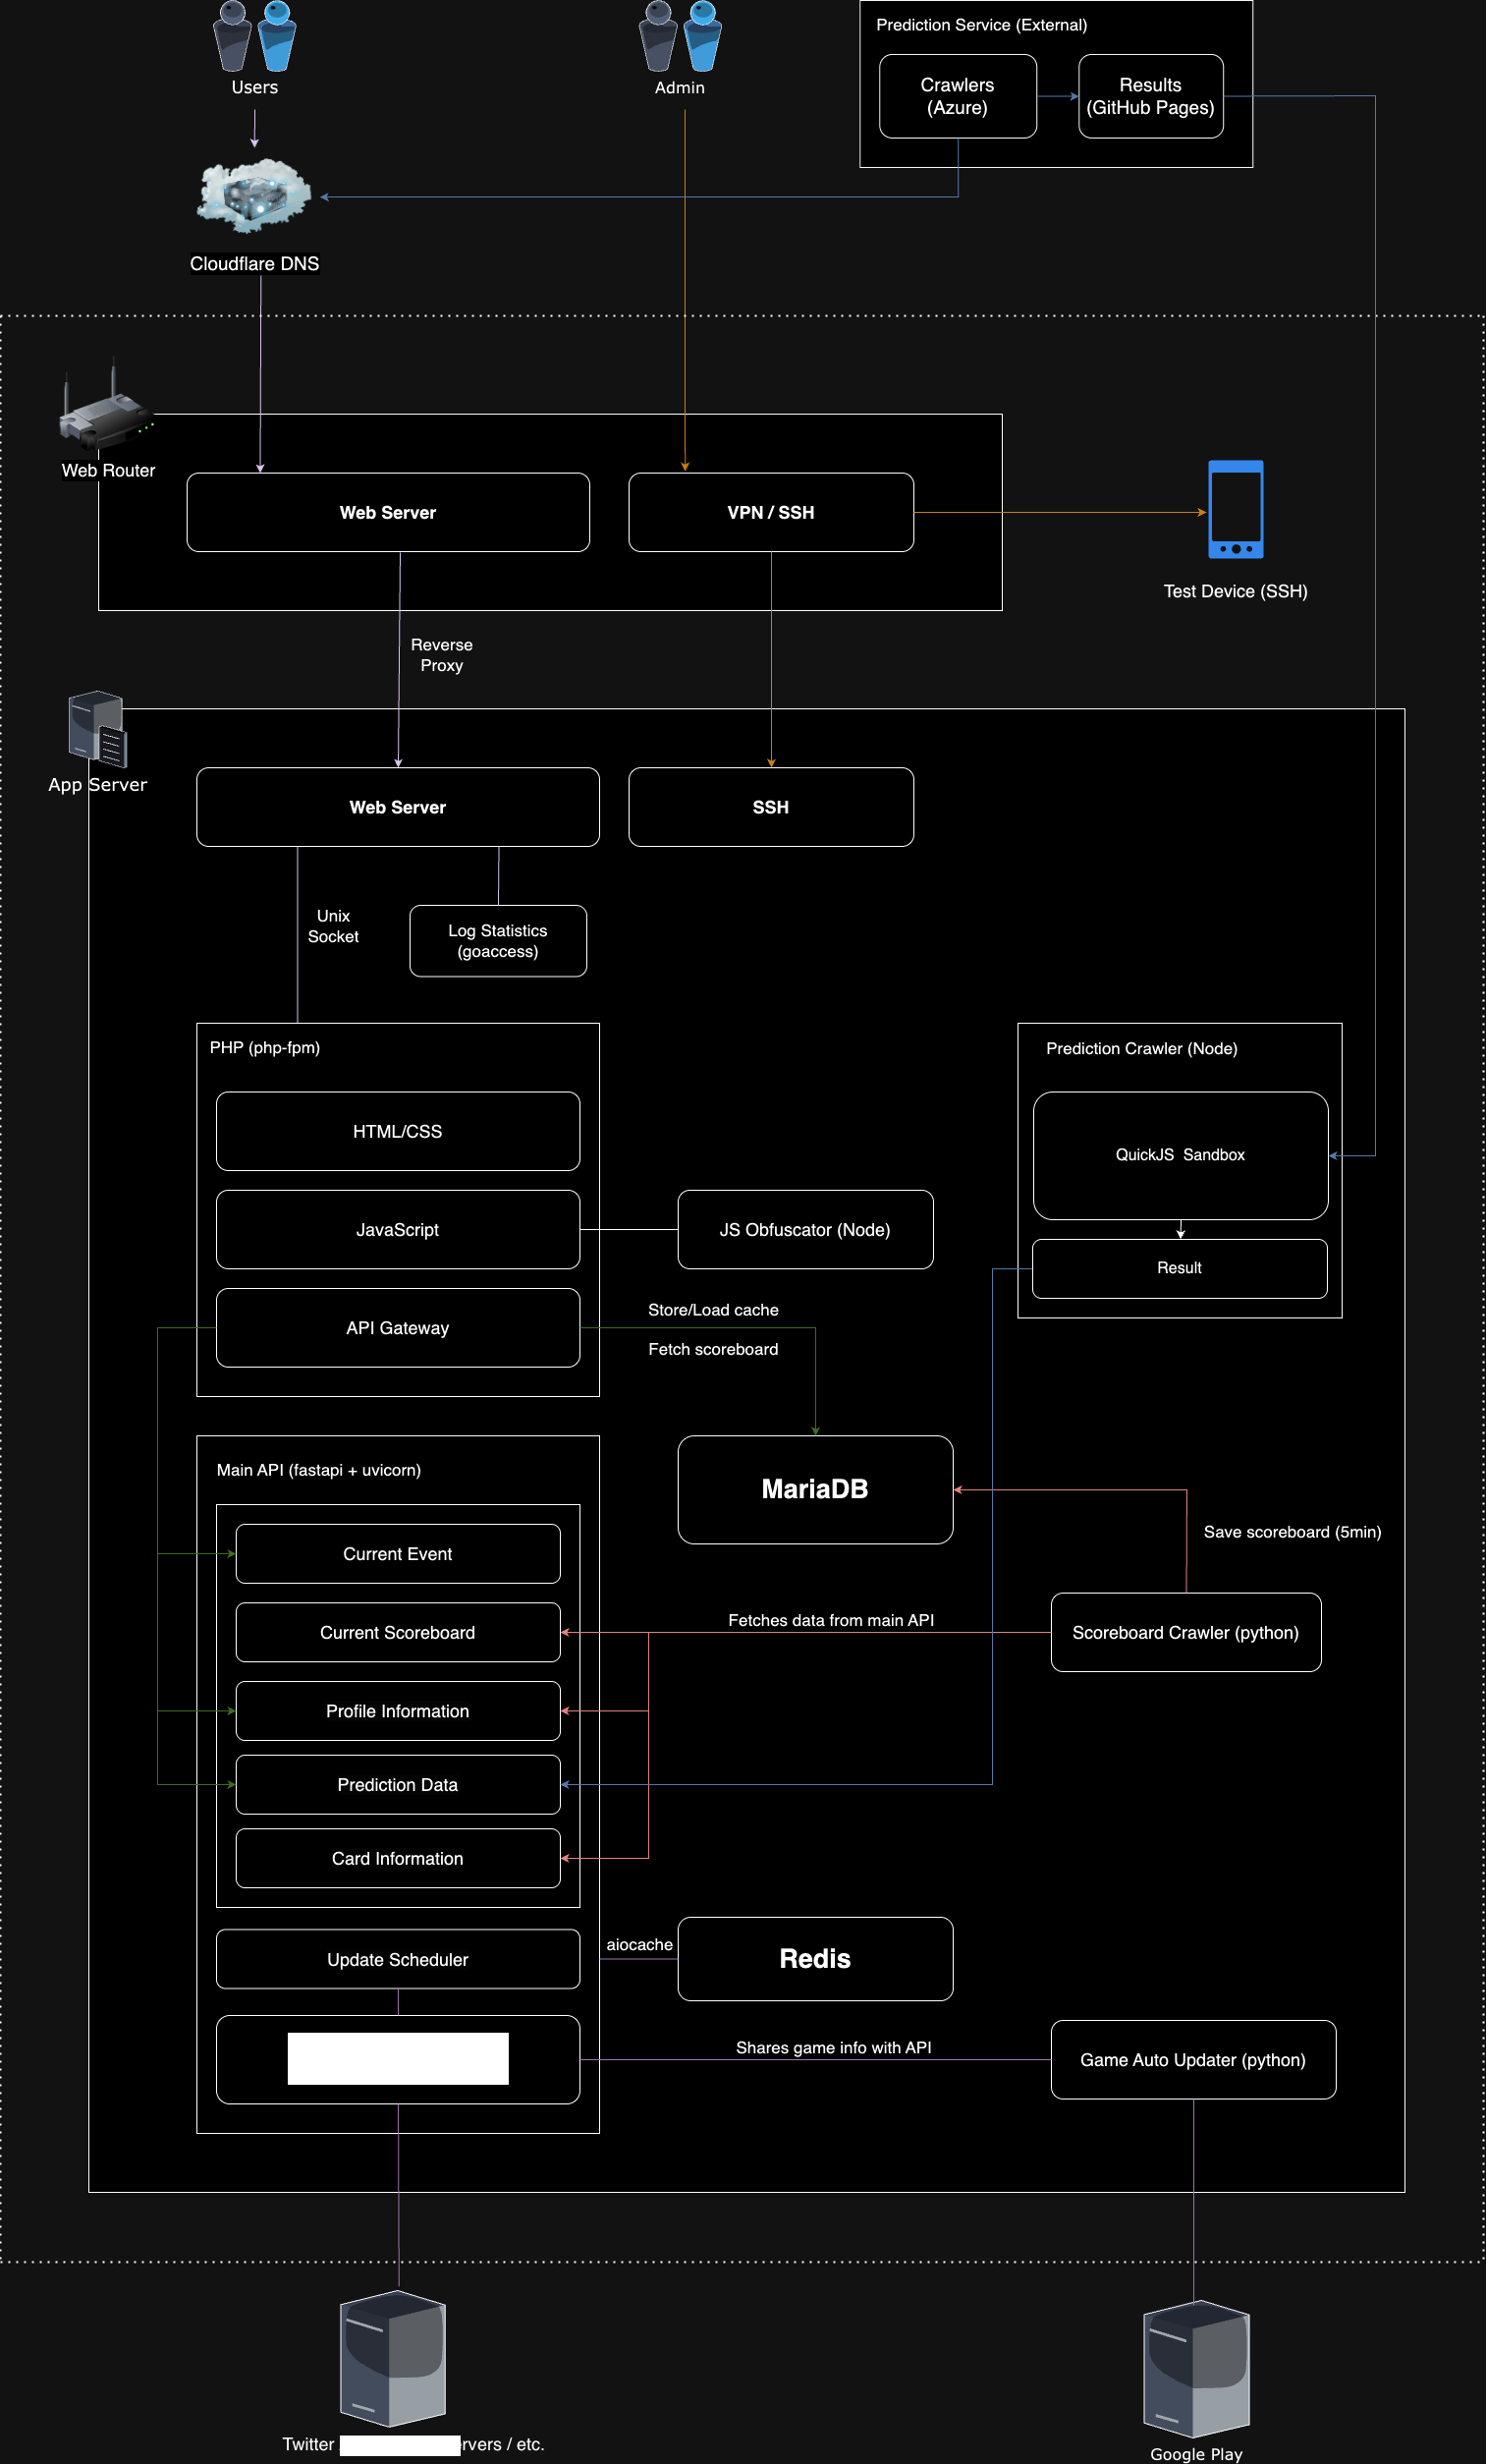 Prediction Service (External)
Users
Admin
Crawlers
(Azure)
Results
(GitHub Pages)
Cloudflare DNS
Web Router
Web Server
VPN / SSH
Test Device (SSH)
Reverse
Proxy
App Server
Web Server
SSH
Unix
Socket
Log Statistics
(goaccess)
PHP (php-fpm)
Prediction Crawler (Node)
HTML/CSS
QuickJS  Sandbox
JavaScript
JS Obfuscator (Node)
Result
API Gateway
Store/Load cache
Fetch scoreboard
Main API (fastapi + uvicorn)
MariaDB
Save scoreboard (5min)
Current Event
Current Scoreboard
Fetches data from main API
Scoreboard Crawler (python)
Profile Information
Prediction Data
Card Information
Update Scheduler
aiocache
Redis
Shares game info with API
Game Auto Updater (python)
Twitter / etc.
Google Play